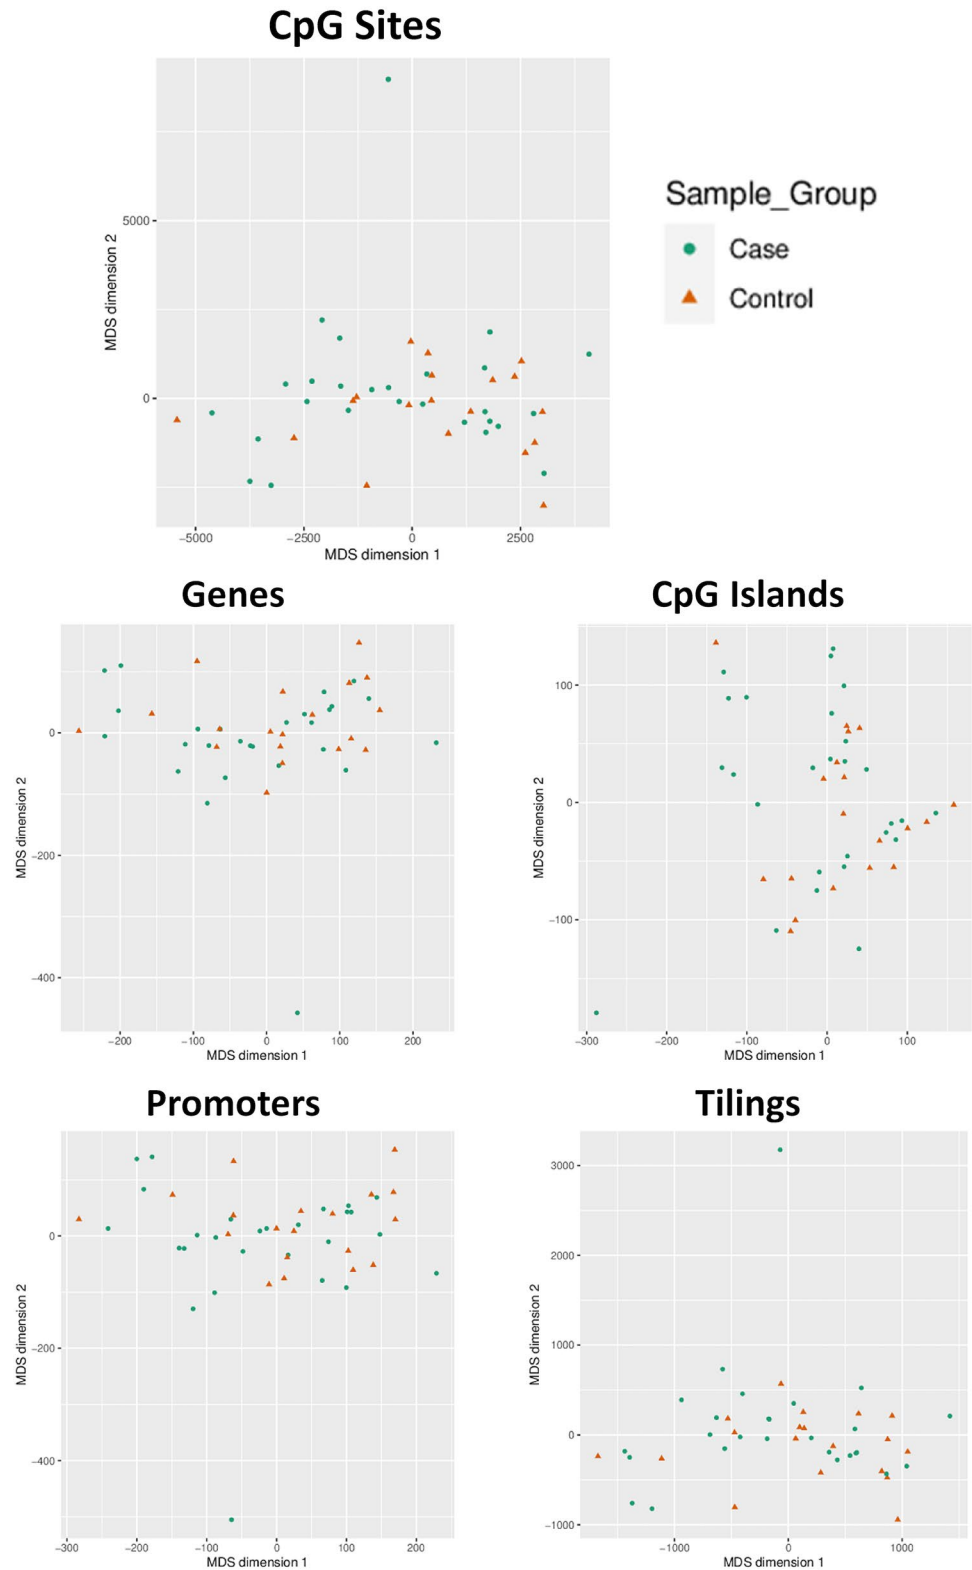 CpG Sites
MDS dimension 2
5000
0
−5000 −2500 0 2500
MDS dimension 1
Sample_Group
Case
Control
Genes
MDS dimension 2
0
−200
−400
−200 −100 0 100 200
MDS dimension 1
CpG Islands
MDS dimension 2
100
0
−100
−300 −200 −100 0 100
MDS dimension 1
Promoters
MDS dimension 2
0
−200
−400
−300 −200 −100 0 100 200
MDS dimension 1
Tilings
MDS dimension 2
3000
2000
1000
0
−1000
−1000 0 1000
MDS dimension 1